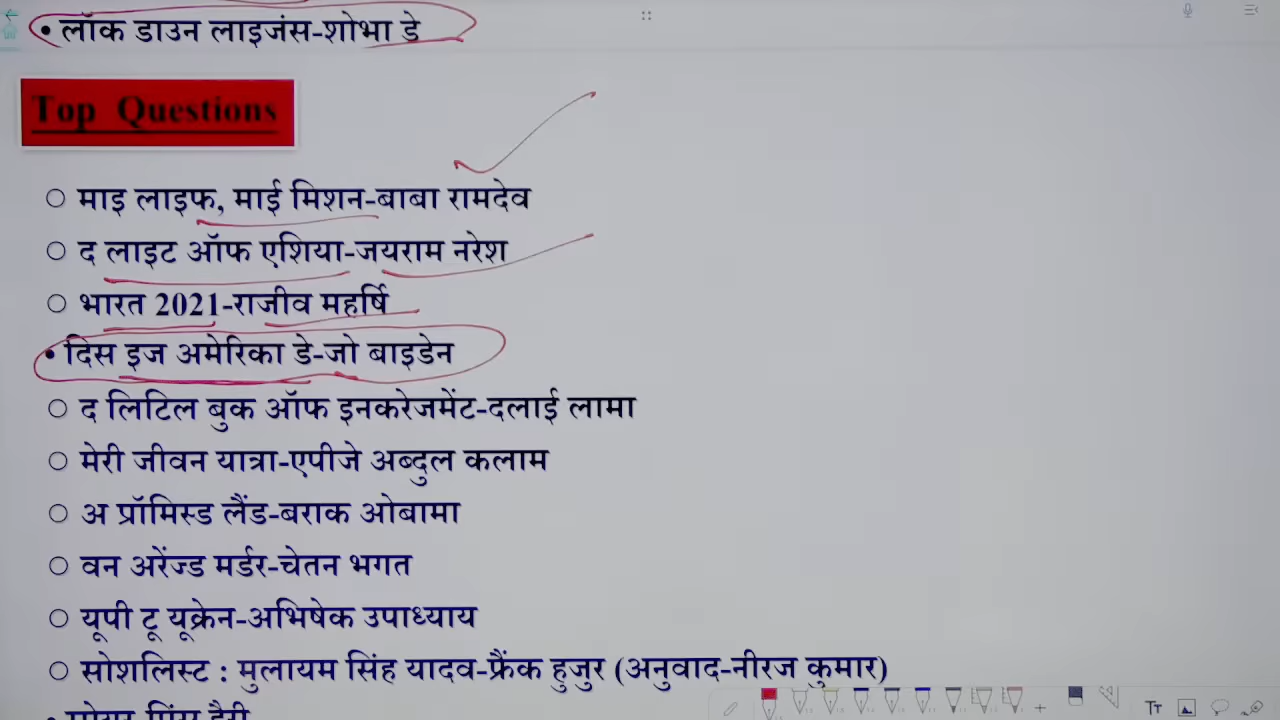 • लॉक डाउन लाइजंस-शोभा डे
Top Questions
○ माइ लाइफ, माई मिशन-बाबा रामदेव
○ द लाइट ऑफ एशिया-जयराम नरेश
○ भारत 2021-राजीव महर्षि
• दिस इज अमेरिका डे-जो बाइडेन
○ द लिटिल बुक ऑफ इनकरेजमेंट-दलाई लामा
○ मेरी जीवन यात्रा-एपीजे अब्दुल कलाम
○ अ प्रॉमिस्ड लैंड-बराक ओबामा
○ वन अरेंज्ड मर्डर-चेतन भगत
○ यूपी टू यूक्रेन-अभिषेक उपाध्याय
○ सोशलिस्ट : मुलायम सिंह यादव-फ्रैंक हुजुर (अनुवाद-नीरज कुमार)
TT